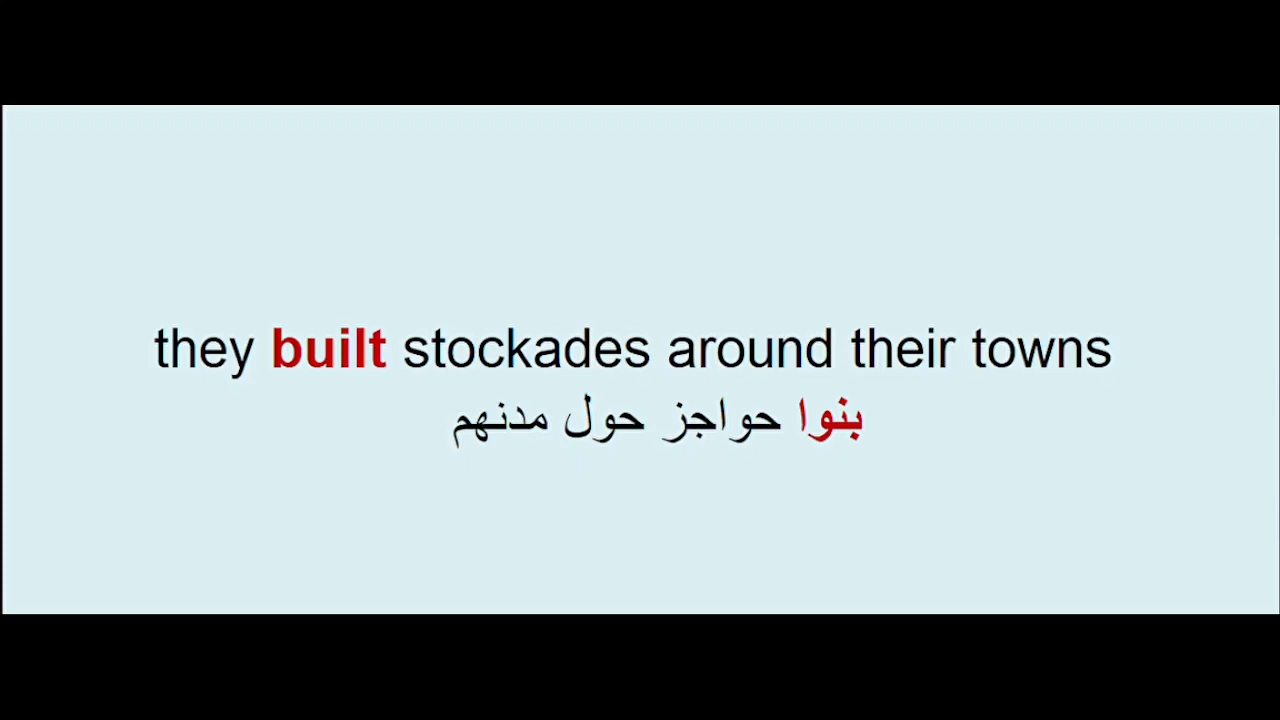 they built stockades around their towns
بنوا حواجز حول مدنهم